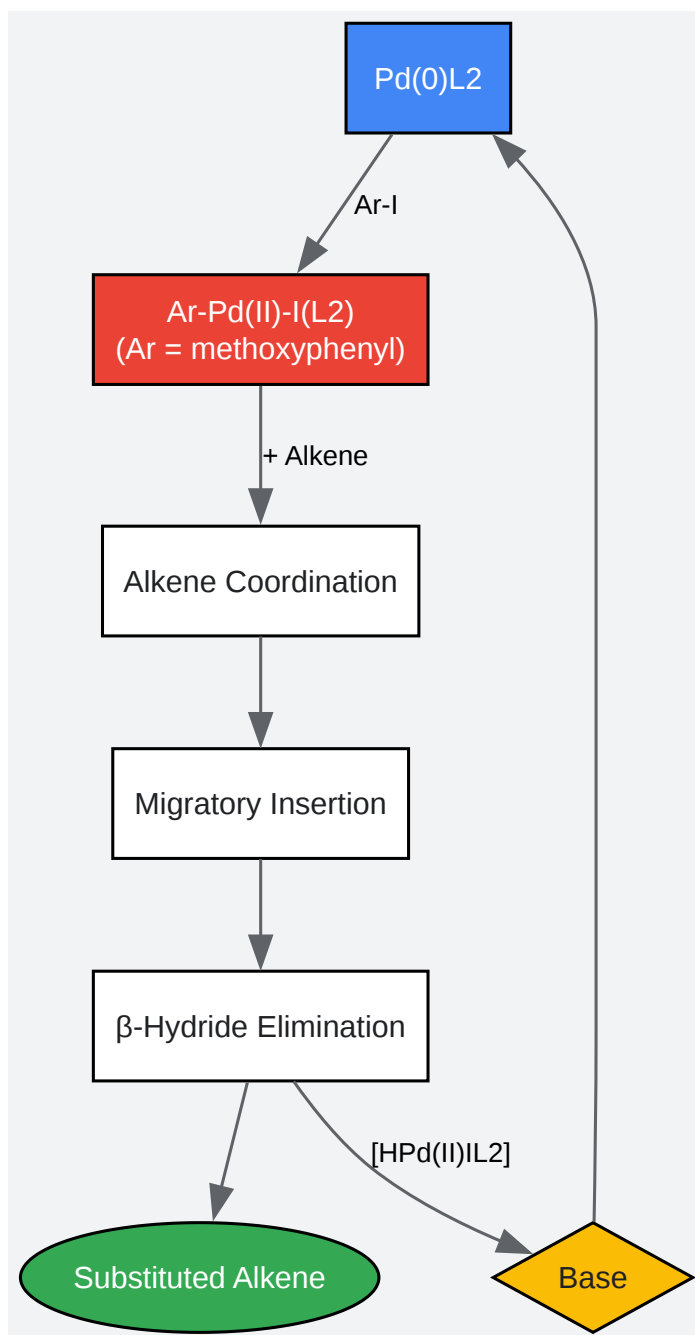 Pd(0)L2
Ar-I
Ar-Pd(II)-I(L2)
(Ar = methoxyphenyl)
+ Alkene
Alkene Coordination
Migratory Insertion
β-Hydride Elimination
[HPd(II)IL2]
Substituted Alkene
Base